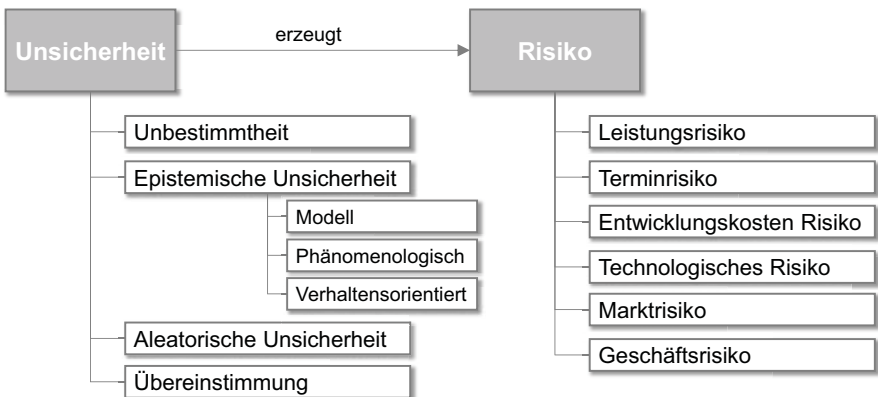 Unsicherheit
erzeugt
Risiko
Unbestimmtheit
Epistemische Unsicherheit
Modell
Phänomenologisch
Verhaltensorientiert
Aleatorische Unsicherheit
Übereinstimmung
Leistungsrisiko
Terminrisiko
Entwicklungskosten Risiko
Technologisches Risiko
Marktrisiko
Geschäftsrisiko